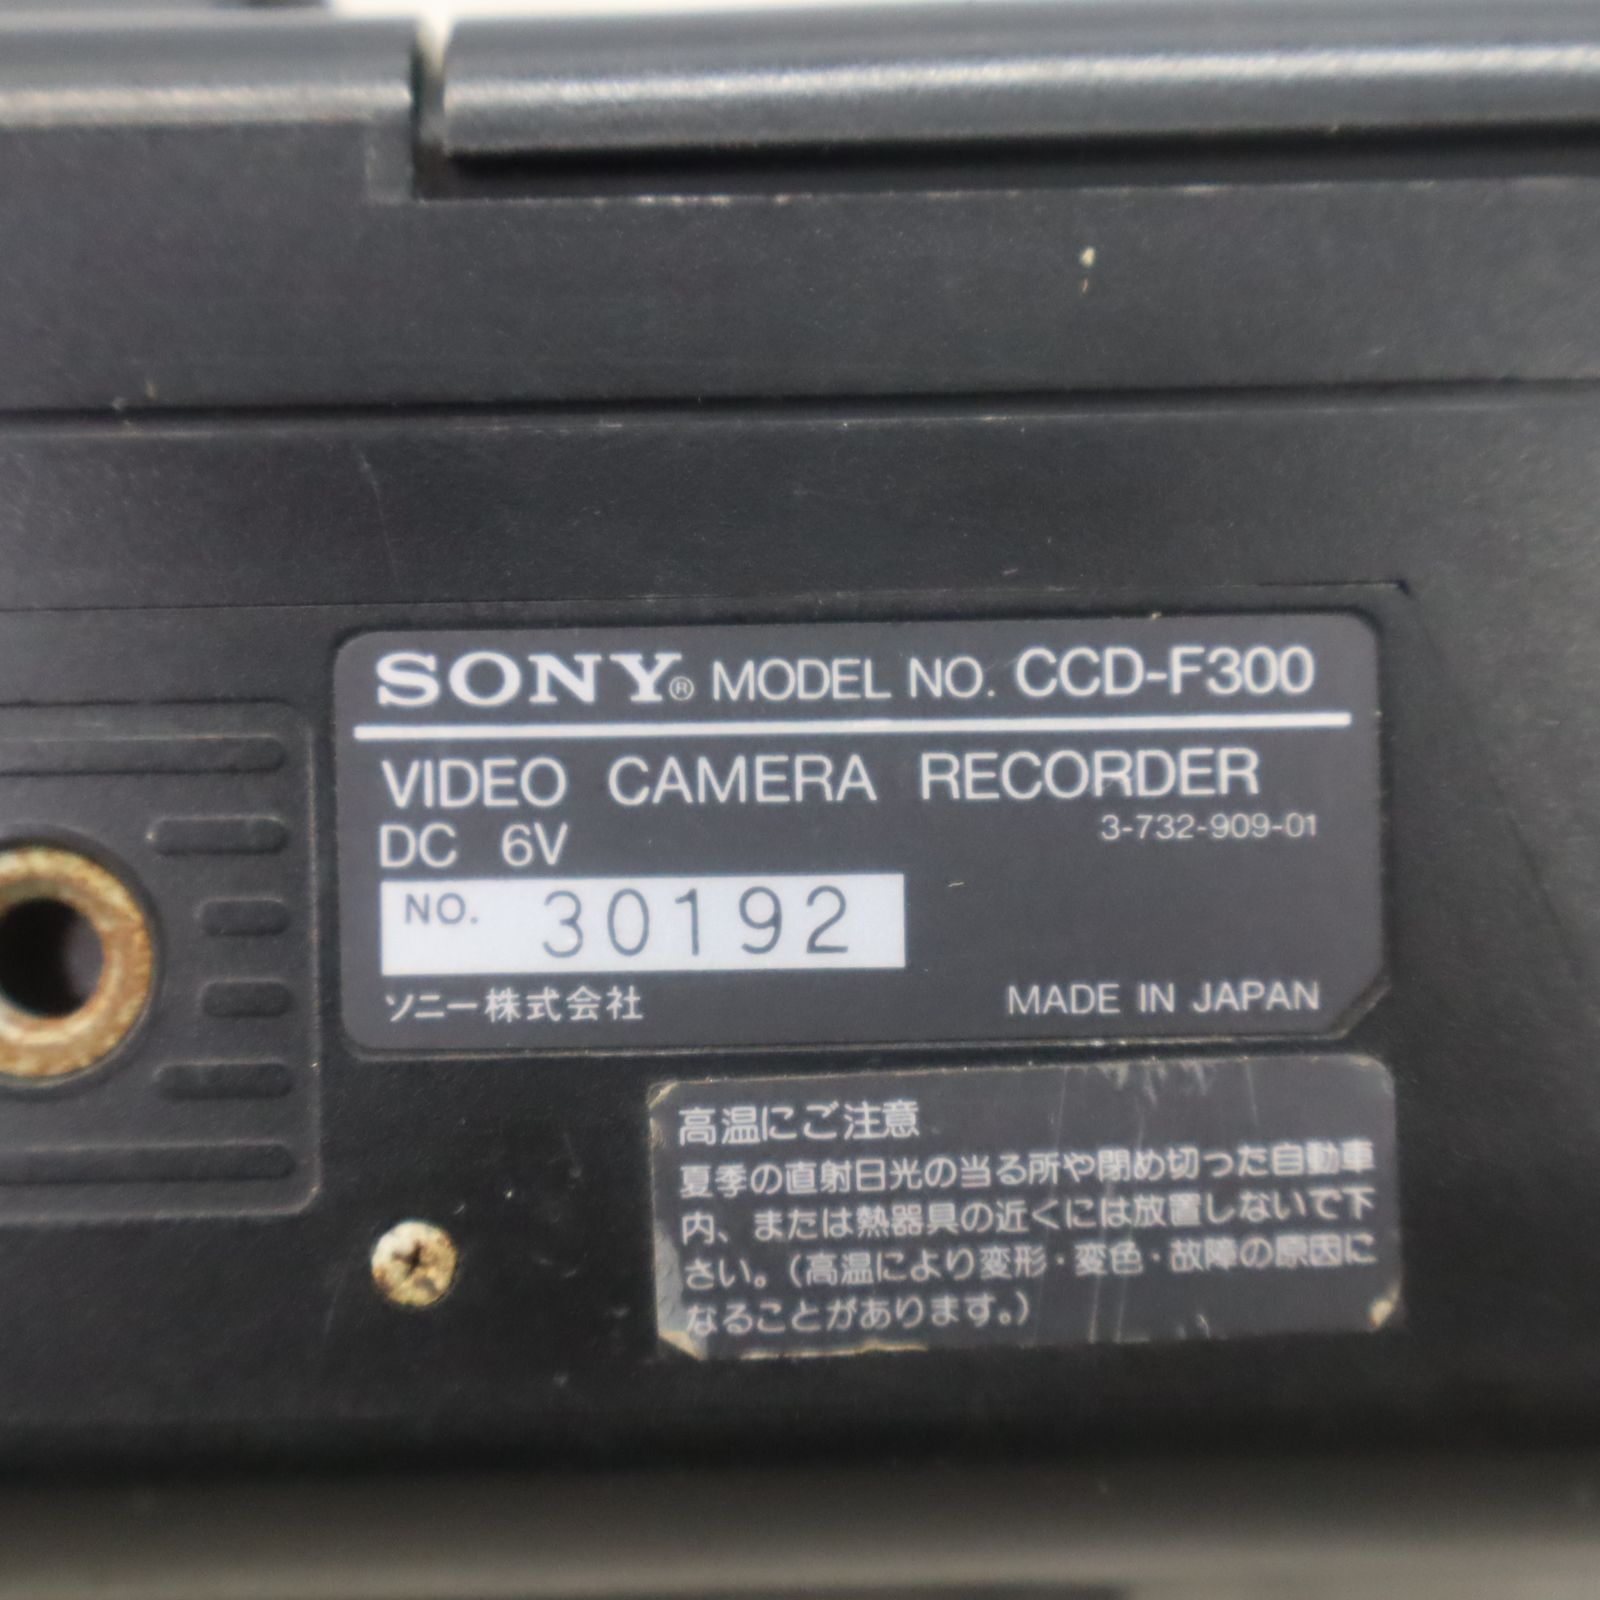 SONY® MODEL NO. CCD-F300
VIDEO CAMERA RECORDER
DC 6V
3-732-909-01
NO. 30192
ソニー株式会社
MADE IN JAPAN
高温にご注意
夏季の直射日光の当る所や閉め切った自動車
内、または熱器具の近くには放置しないで下
さい。(高温により変形・変色・故障の原因に
なることがあります。)